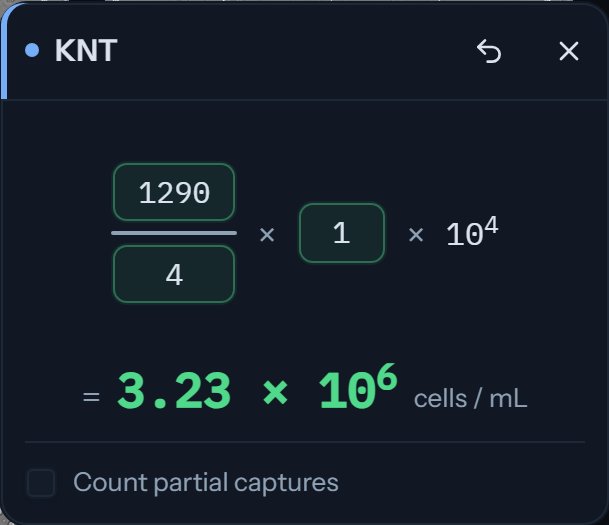 KNT
1290
4
× 1 × 10⁴
= 3.23 × 10⁶ cells / mL
Count partial captures